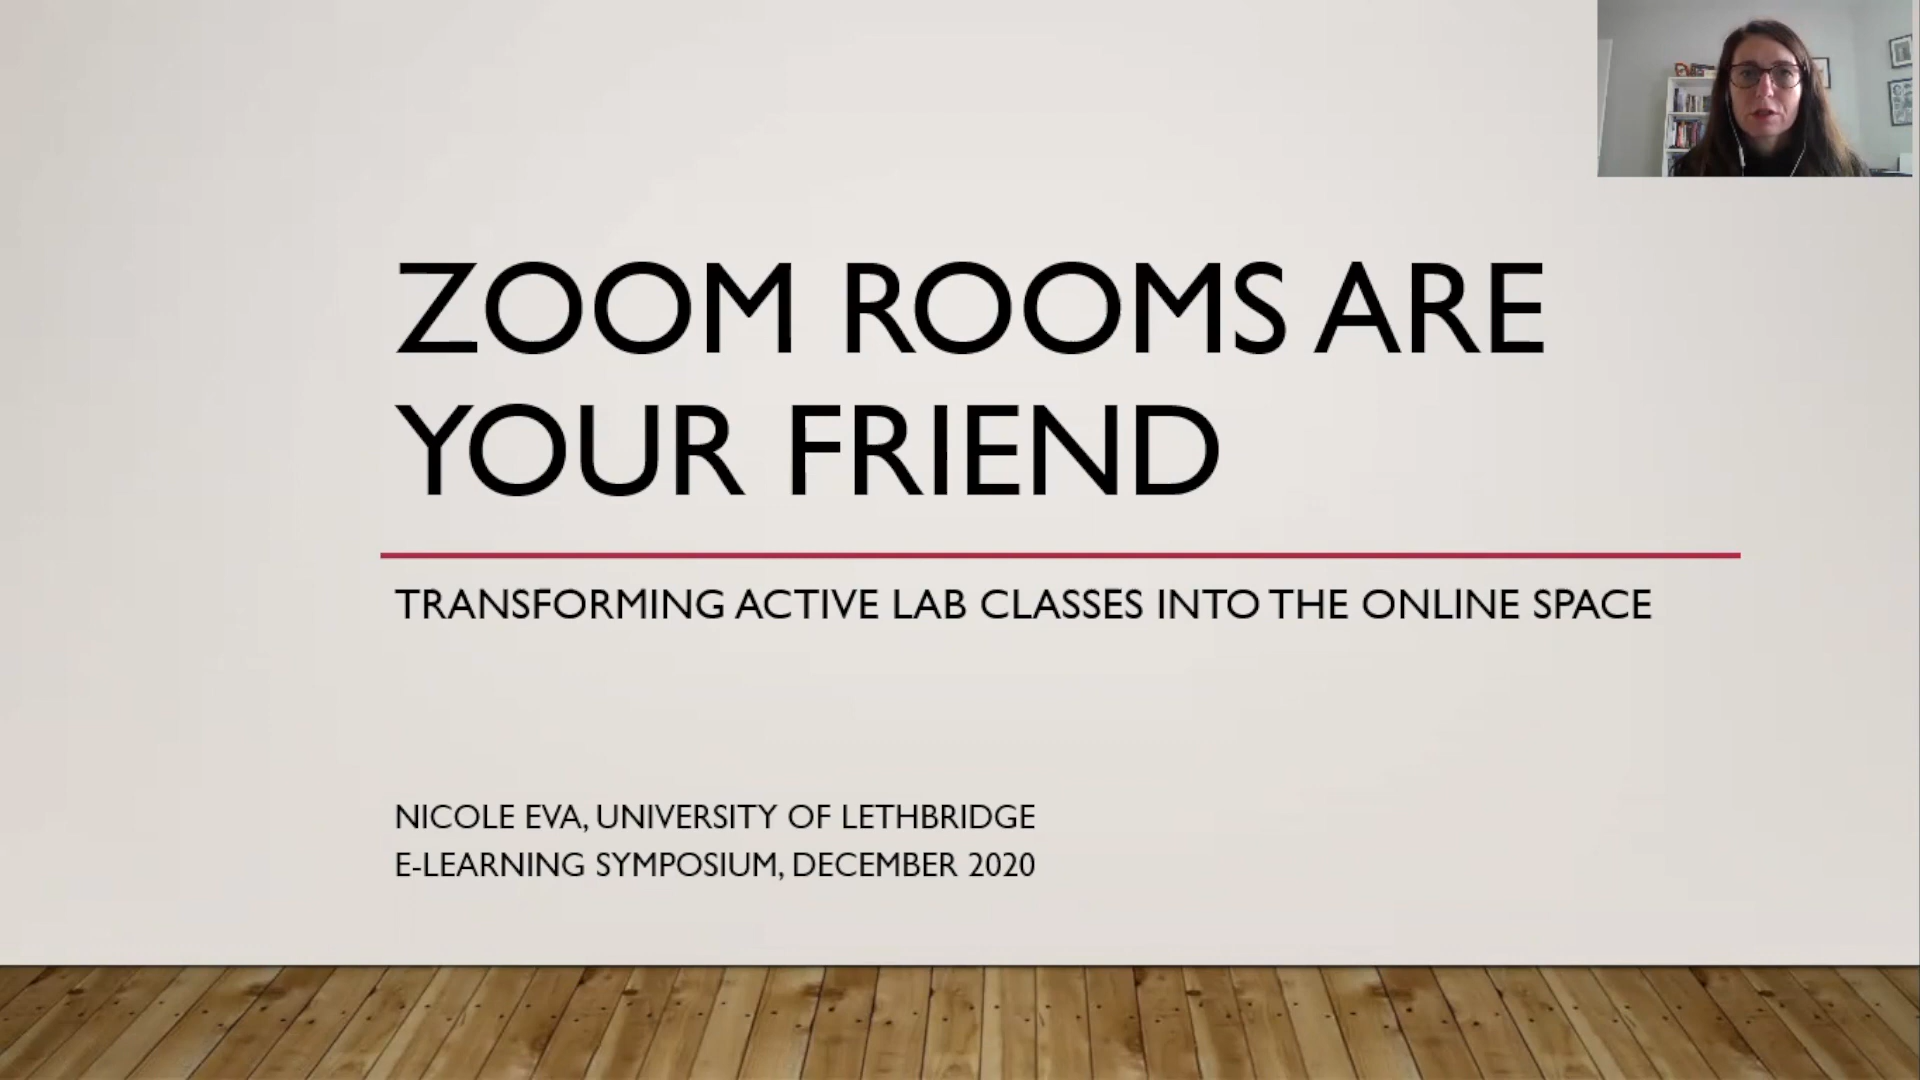 ZOOM ROOMS ARE
YOUR FRIEND
TRANSFORMING ACTIVE LAB CLASSES INTO THE ONLINE SPACE
NICOLE EVA, UNIVERSITY OF LETHBRIDGE
E-LEARNING SYMPOSIUM, DECEMBER 2020